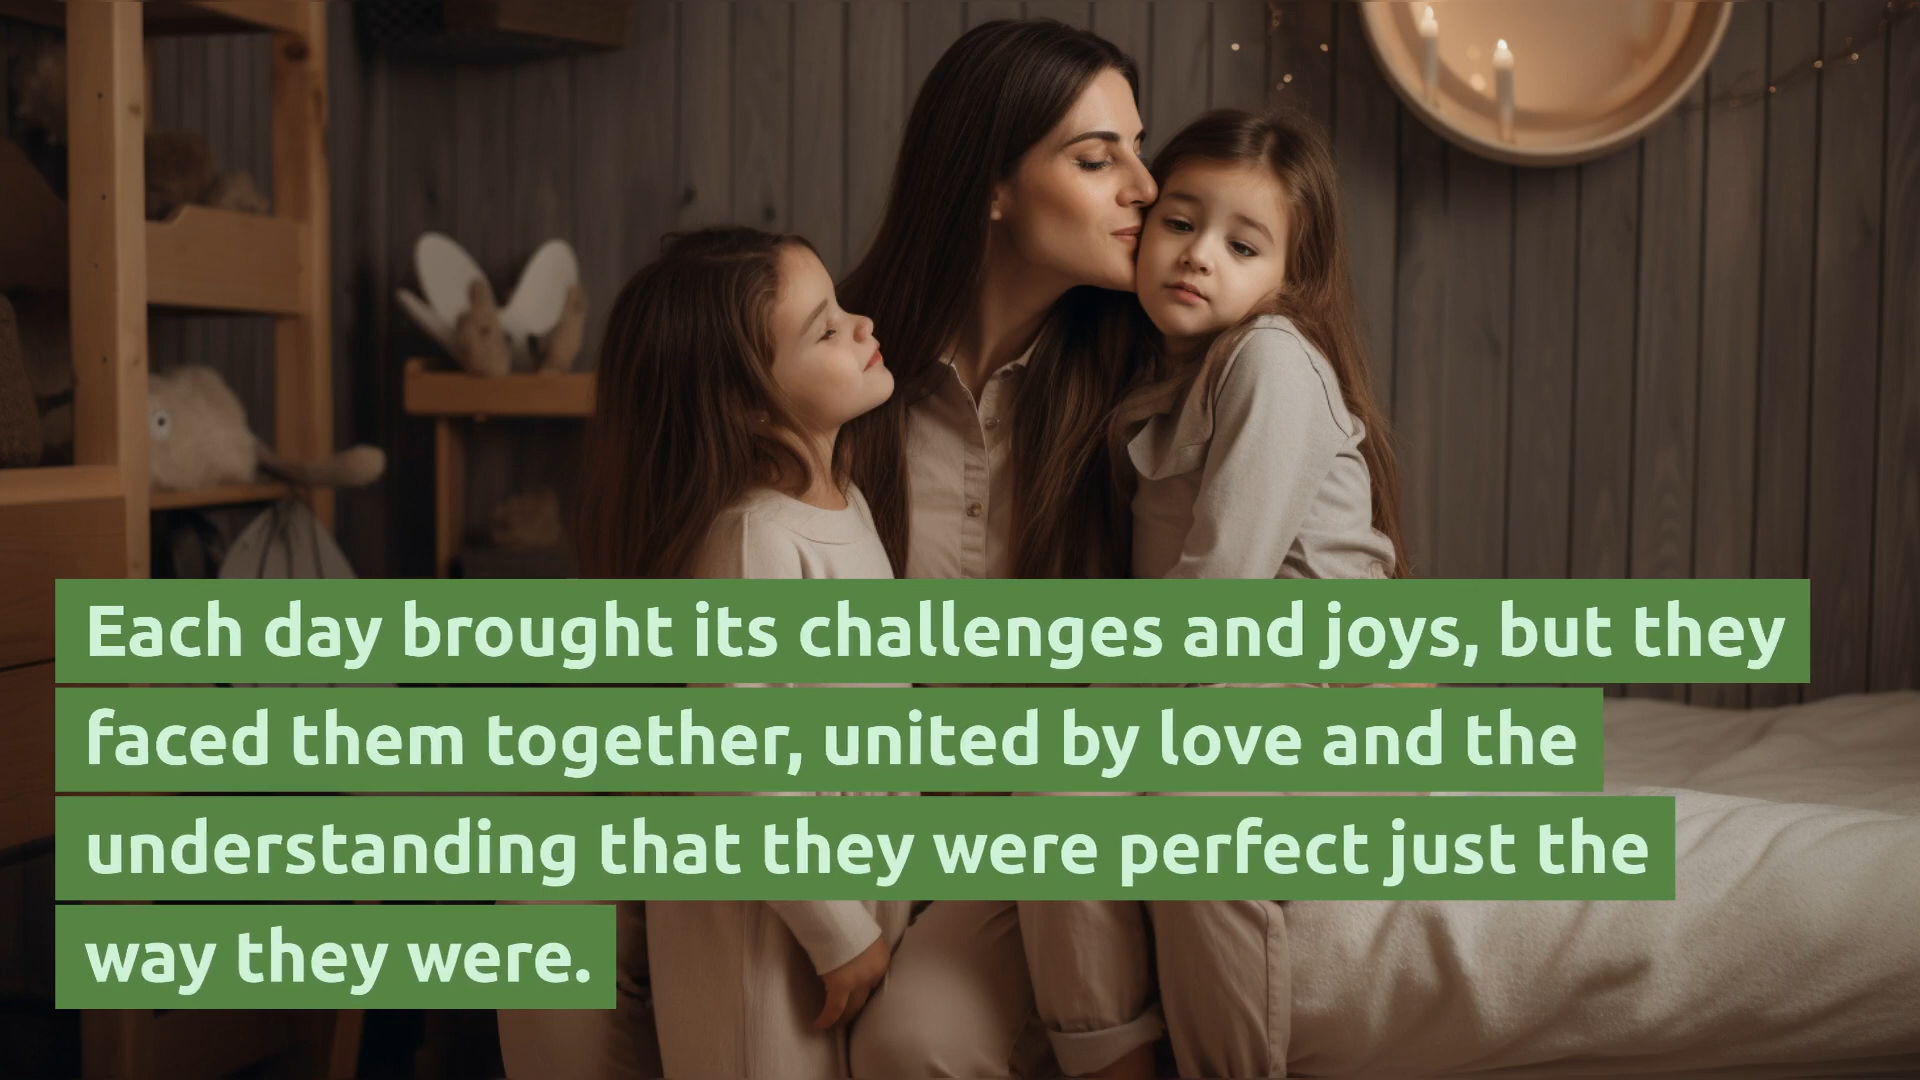 Each day brought its challenges and joys, but they
faced them together, united by love and the
understanding that they were perfect just the
way they were.